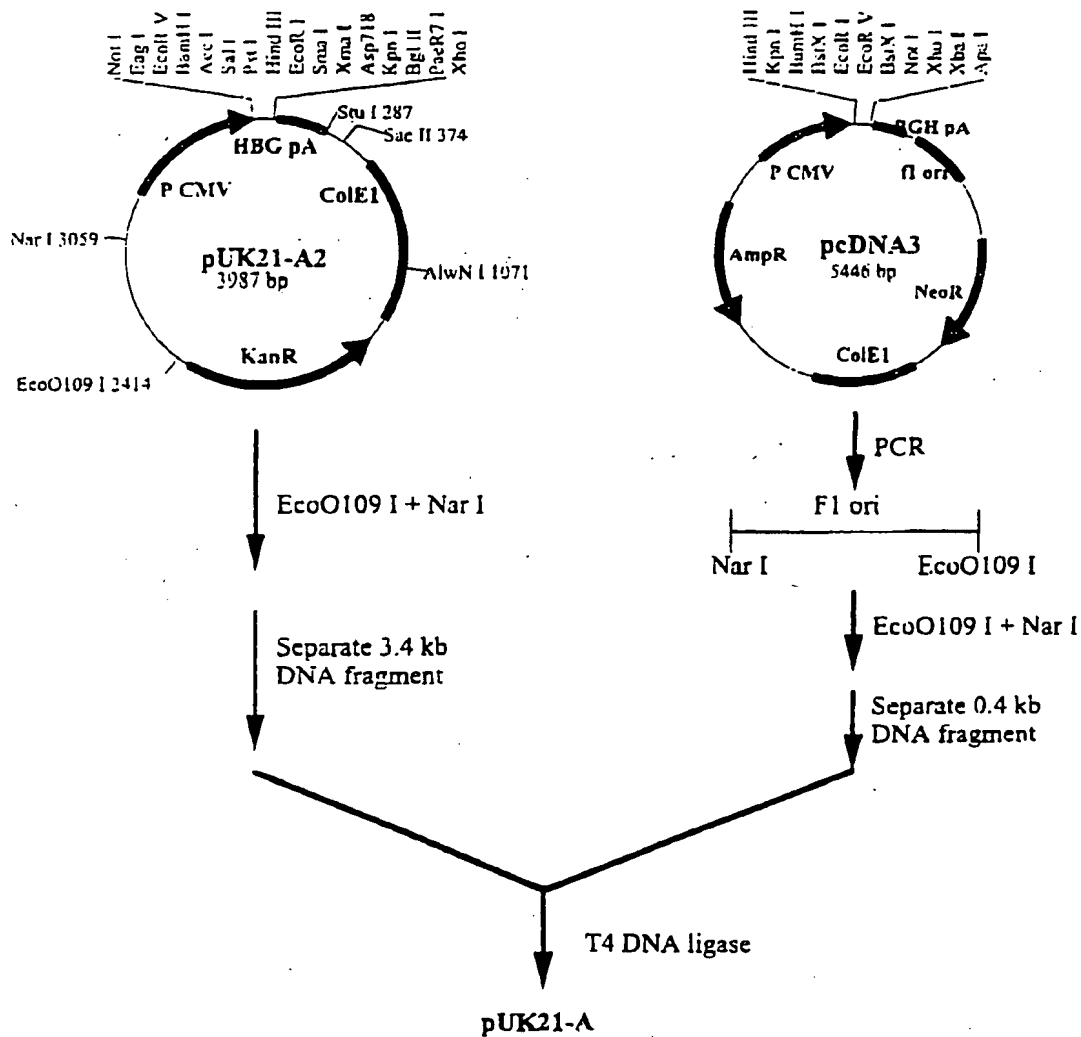 Not I
Eag I
EcoR V
BamH I
Acc I
Sal I
Pst I
Hind III
EcoR I
Sma I
Xma I
Asp718
Kpn I
Bgl II
PaeR7 I
Xho I
Stu I 287
Sac II 374
HBG pA
P CMV
ColE1
Nar I 3059
pUK21-A2
3987 bp
AlwN I 1071
KanR
EcoO109 I 2414
Hind III
Kpn I
BamH I
BstX I
EcoR I
EcoR V
BstX I
Not I
Xho I
Xba I
Apa I
BGH pA
P CMV
f1 ori
AmpR
pcDNA3
5446 bp
NeoR
ColE1
EcoO109 I + Nar I
Separate 3.4 kb
DNA fragment
PCR
F1 ori
Nar I
EcoO109 I
EcoO109 I + Nar I
Separate 0.4 kb
DNA fragment
T4 DNA ligase
pUK21-A